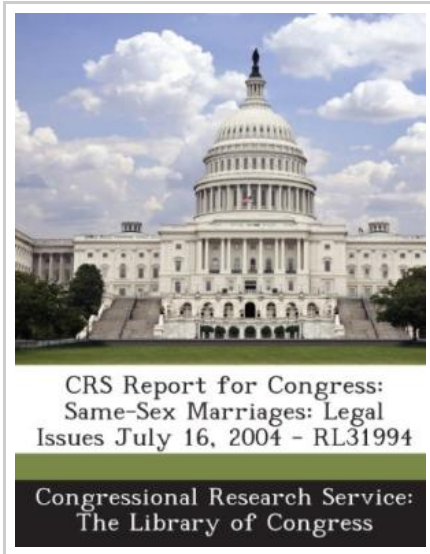 CRS Report for Congress:
Same-Sex Marriages: Legal
Issues July 16, 2004 - RL31994
Congressional Research Service:
The Library of Congress